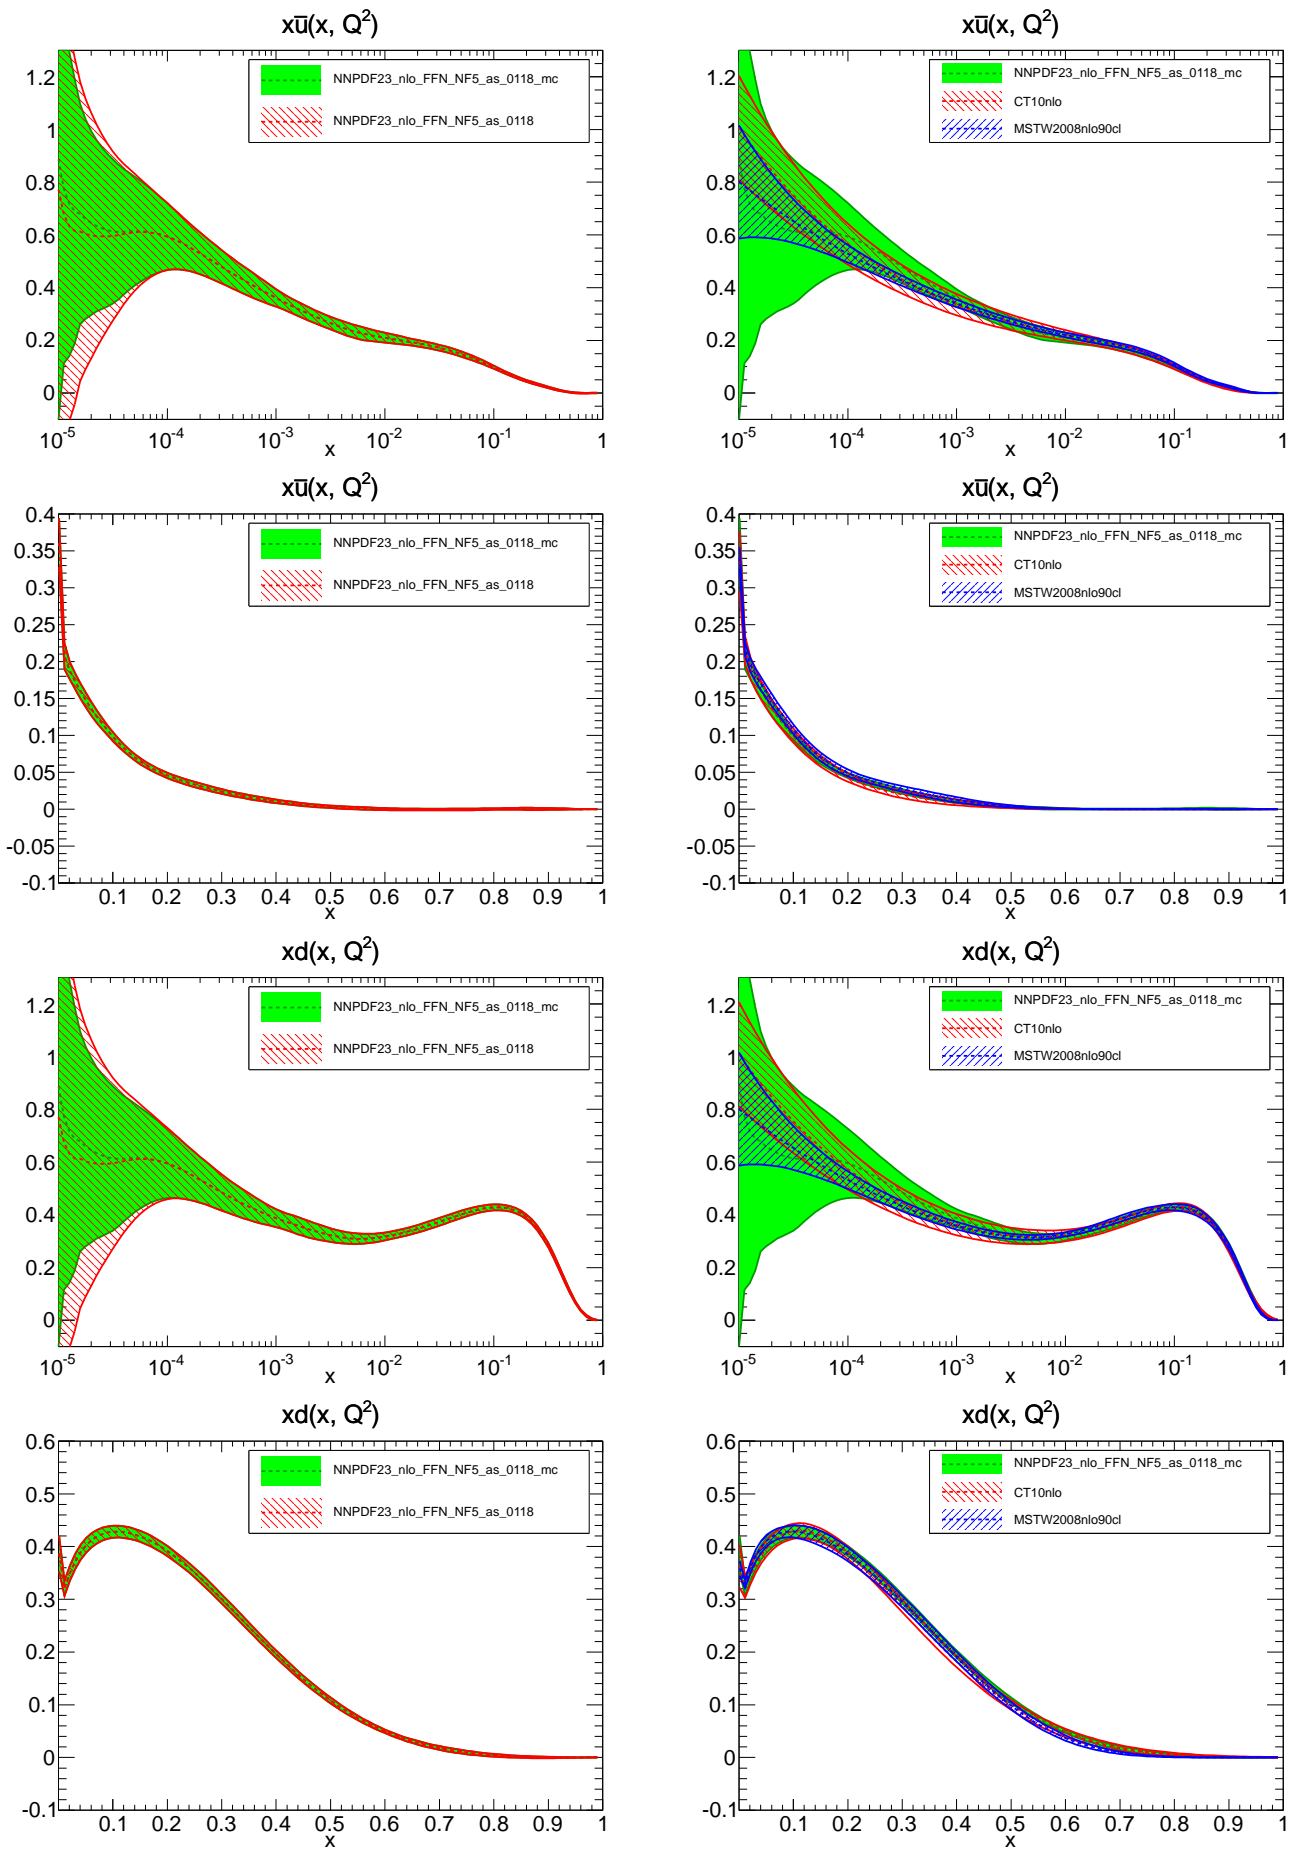 xu̅(x, Q²)
NNPDF23_nlo_FFN_NF5_as_0118_mc
NNPDF23_nlo_FFN_NF5_as_0118
1.2
1
0.8
0.6
0.4
0.2
0
10⁻⁵ 10⁻⁴ 10⁻³ 10⁻² 10⁻¹ 1
x
xu̅(x, Q²)
NNPDF23_nlo_FFN_NF5_as_0118_mc
CT10nlo
MSTW2008nlo90cl
1.2
1
0.8
0.6
0.4
0.2
0
10⁻⁵ 10⁻⁴ 10⁻³ 10⁻² 10⁻¹ 1
x
xu̅(x, Q²)
NNPDF23_nlo_FFN_NF5_as_0118_mc
NNPDF23_nlo_FFN_NF5_as_0118
0.4
0.35
0.3
0.25
0.2
0.15
0.1
0.05
0
-0.05
-0.1
0.1 0.2 0.3 0.4 0.5 0.6 0.7 0.8 0.9 1
x
xu̅(x, Q²)
NNPDF23_nlo_FFN_NF5_as_0118_mc
CT10nlo
MSTW2008nlo90cl
0.4
0.35
0.3
0.25
0.2
0.15
0.1
0.05
0
-0.05
-0.1
0.1 0.2 0.3 0.4 0.5 0.6 0.7 0.8 0.9 1
x
xd(x, Q²)
NNPDF23_nlo_FFN_NF5_as_0118_mc
NNPDF23_nlo_FFN_NF5_as_0118
1.2
1
0.8
0.6
0.4
0.2
0
10⁻⁵ 10⁻⁴ 10⁻³ 10⁻² 10⁻¹ 1
x
xd(x, Q²)
NNPDF23_nlo_FFN_NF5_as_0118_mc
CT10nlo
MSTW2008nlo90cl
1.2
1
0.8
0.6
0.4
0.2
0
10⁻⁵ 10⁻⁴ 10⁻³ 10⁻² 10⁻¹ 1
x
xd(x, Q²)
NNPDF23_nlo_FFN_NF5_as_0118_mc
NNPDF23_nlo_FFN_NF5_as_0118
0.6
0.5
0.4
0.3
0.2
0.1
0
-0.1
0.1 0.2 0.3 0.4 0.5 0.6 0.7 0.8 0.9 1
x
xd(x, Q²)
NNPDF23_nlo_FFN_NF5_as_0118_mc
CT10nlo
MSTW2008nlo90cl
0.6
0.5
0.4
0.3
0.2
0.1
0
-0.1
0.1 0.2 0.3 0.4 0.5 0.6 0.7 0.8 0.9 1
x